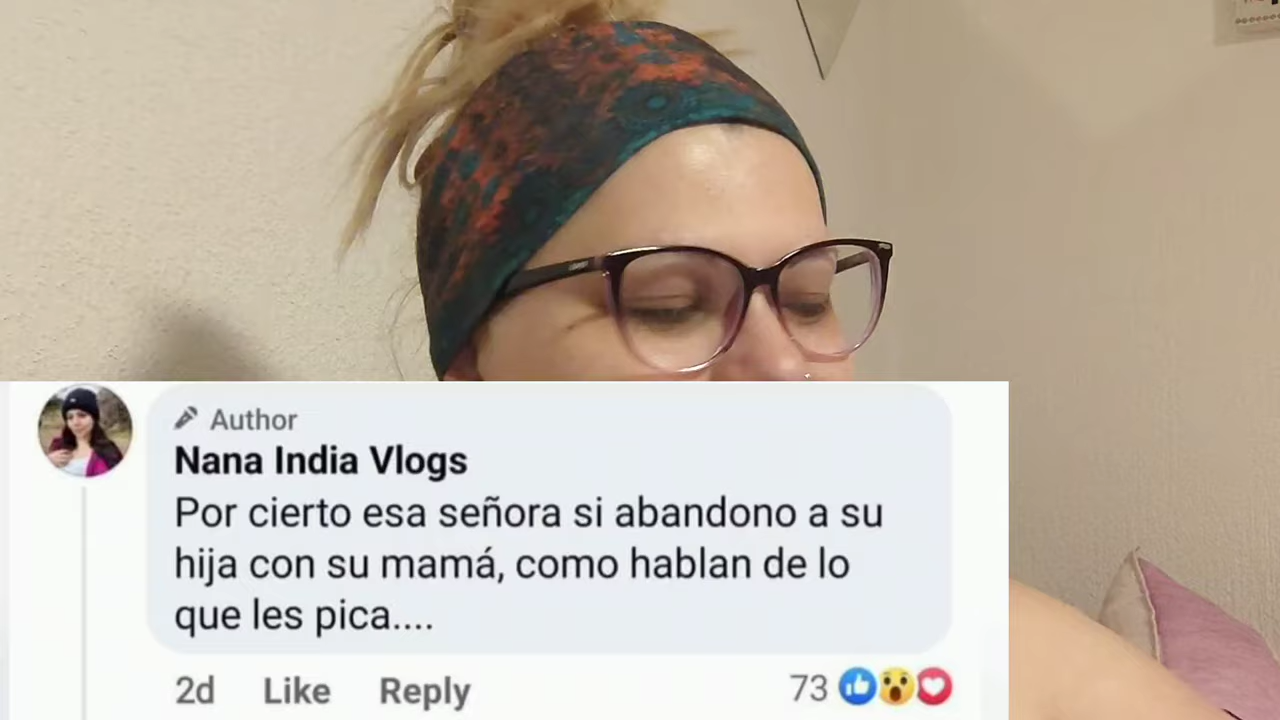 Author
Nana India Vlogs
Por cierto esa señora si abandono a su
hija con su mamá, como hablan de lo
que les pica....
2d Like Reply 73